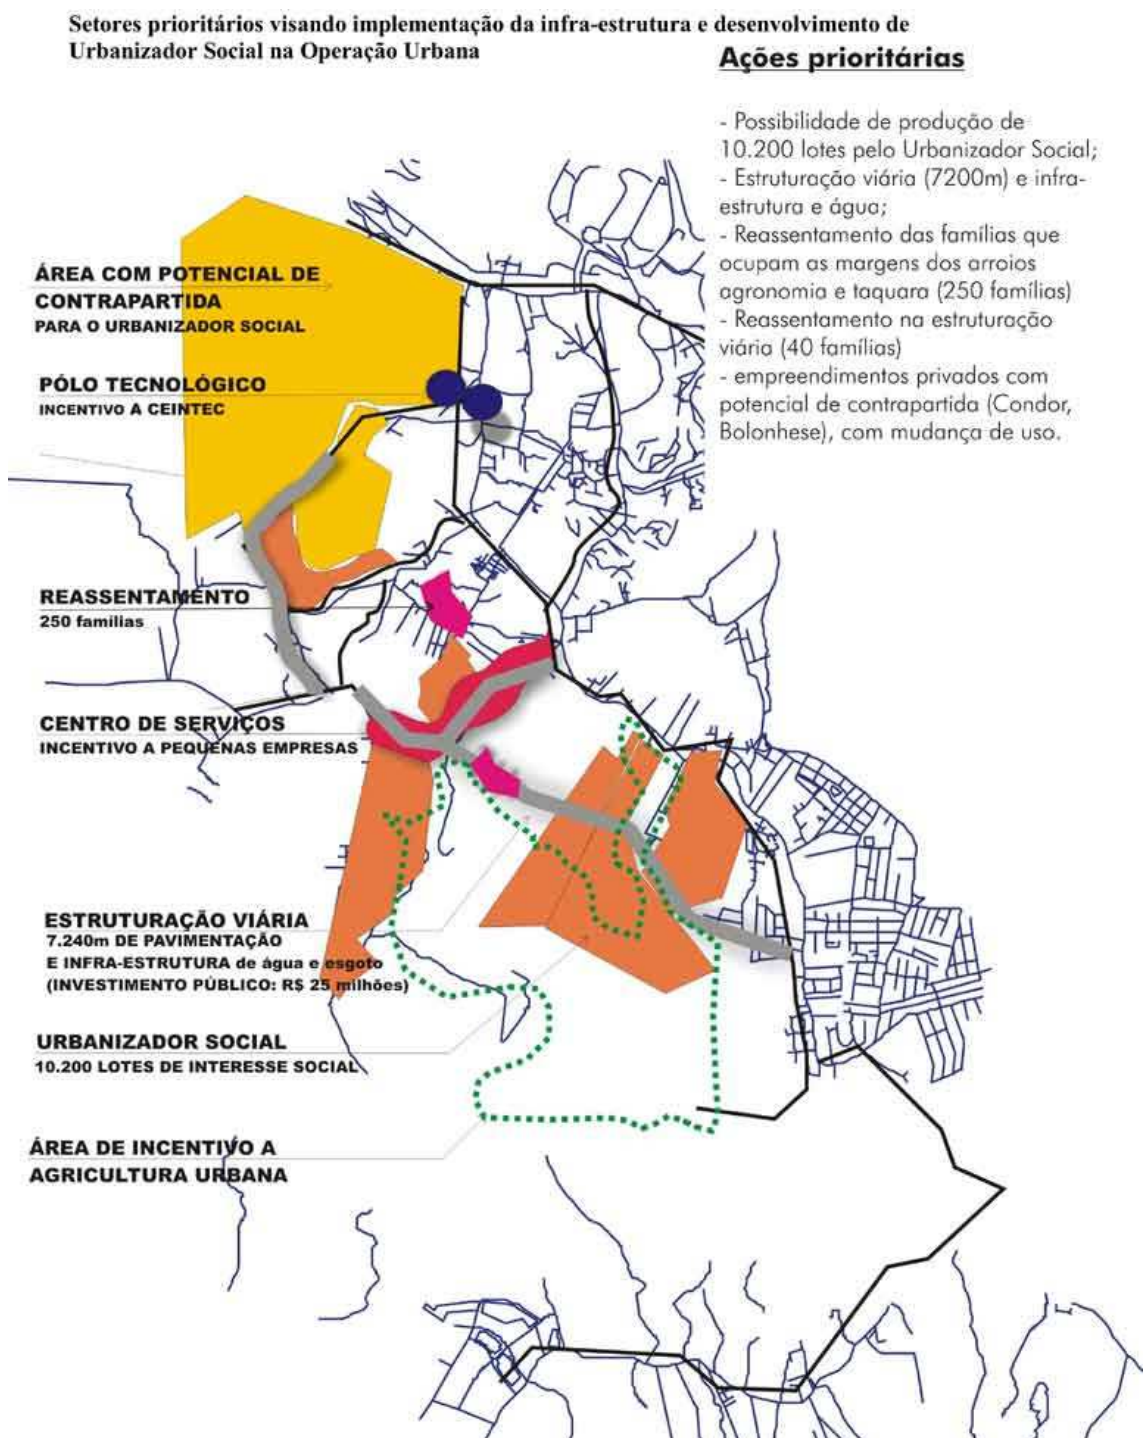 Setores prioritários visando implementação da infra-estrutura e desenvolvimento de
Urbanizador Social na Operação Urbana
Ações prioritárias
- Possibilidade de produção de
10.200 lotes pelo Urbanizador Social;
- Estruturação viária (7200m) e infra-
estrutura e água;
- Reassentamento das famílias que
ocupam as margens dos arroios
agronomia e taquara (250 famílias)
- Reassentamento na estruturação
viária (40 famílias)
- empreendimentos privados com
potencial de contrapartida (Condor,
Bolonhese), com mudança de uso.
ÁREA COM POTENCIAL DE
CONTRAPARTIDA
PARA O URBANIZADOR SOCIAL
PÓLO TECNOLÓGICO
INCENTIVO A CEINTEC
REASSENTAMENTO
250 famílias
CENTRO DE SERVIÇOS
INCENTIVO A PEQUENAS EMPRESAS
ESTRUTURAÇÃO VIÁRIA
7.240m DE PAVIMENTAÇÃO
E INFRA-ESTRUTURA de água e esgoto
(INVESTIMENTO PÚBLICO: R$ 25 milhões)
URBANIZADOR SOCIAL
10.200 LOTES DE INTERESSE SOCIAL
ÁREA DE INCENTIVO A
AGRICULTURA URBANA